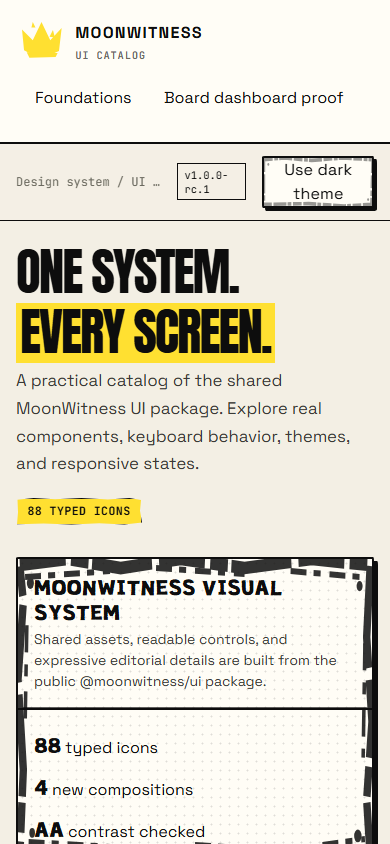 MOONWITNESS
UI CATALOG
Foundations Board dashboard proof
Design system / UI …
v1.0.0-
rc.1
Use dark
theme
ONE SYSTEM.
EVERY SCREEN.
A practical catalog of the shared
MoonWitness UI package. Explore real
components, keyboard behavior, themes,
and responsive states.
88 TYPED ICONS
MOONWITNESS VISUAL
SYSTEM
Shared assets, readable controls, and
expressive editorial details are built from the
public @moonwitness/ui package.
88 typed icons
4 new compositions
AA contrast checked